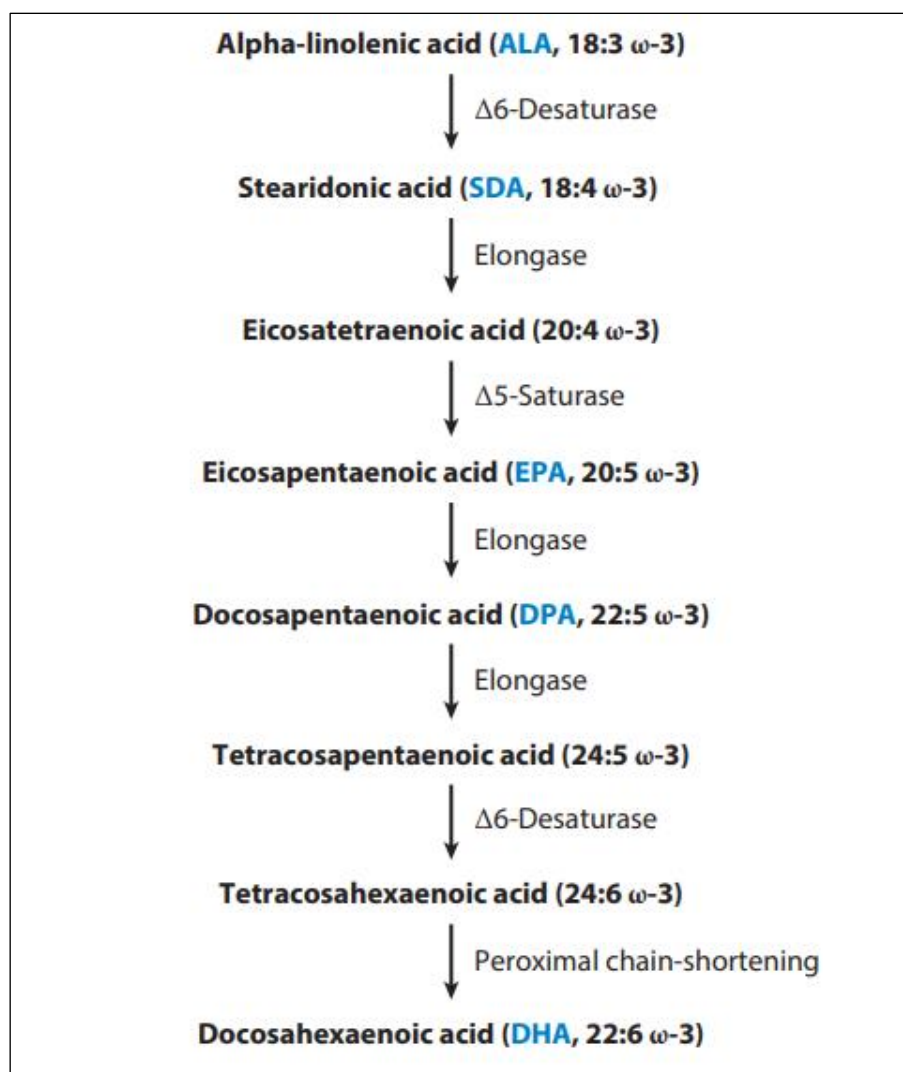 Alpha-linolenic acid (ALA, 18:3 ω-3)
Δ6-Desaturase
Stearidonic acid (SDA, 18:4 ω-3)
Elongase
Eicosatetraenoic acid (20:4 ω-3)
Δ5-Saturase
Eicosapentaenoic acid (EPA, 20:5 ω-3)
Elongase
Docosapentaenoic acid (DPA, 22:5 ω-3)
Elongase
Tetracosapentaenoic acid (24:5 ω-3)
Δ6-Desaturase
Tetracosahexaenoic acid (24:6 ω-3)
Peroximal chain-shortening
Docosahexaenoic acid (DHA, 22:6 ω-3)